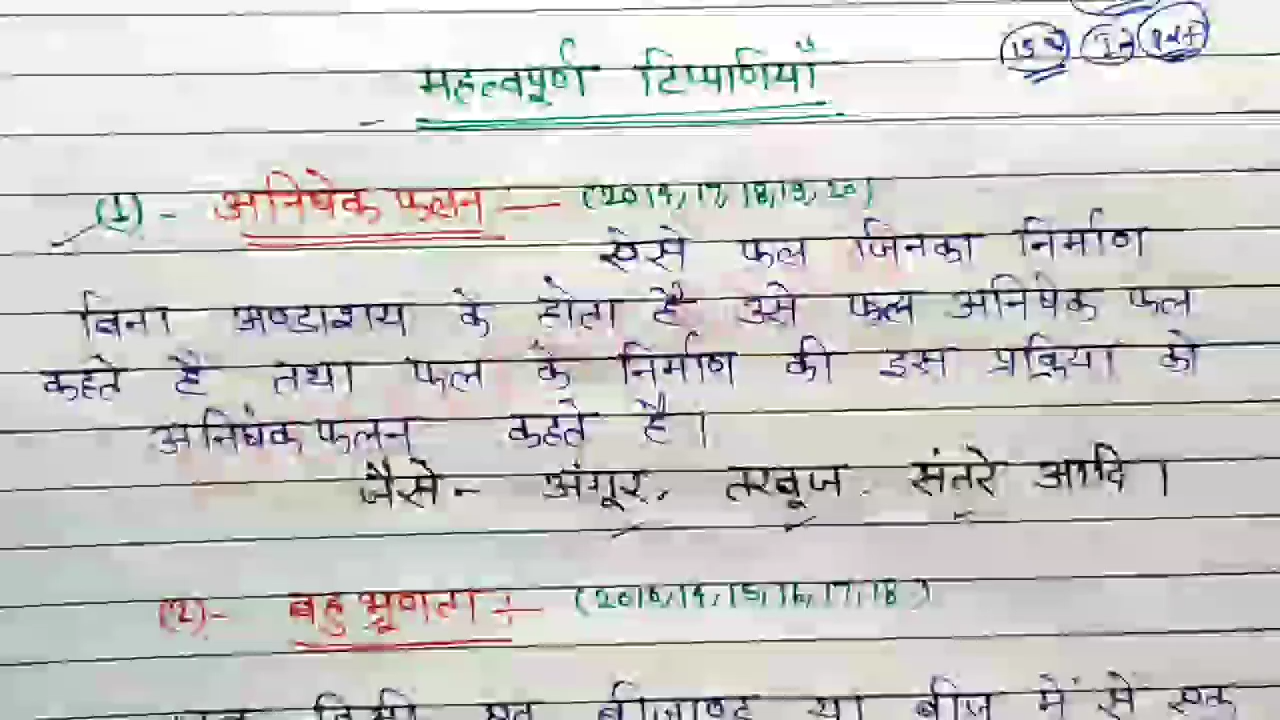 महत्वपूर्ण टिप्पणियाँ
(1) - अनिषेक फलन — (2014, 17, 18, 19, 20)
ऐसे फल जिनका निर्माण
बिना अण्डाशय के होता है उसे फल अनिषेक फल
कहते है तथा फल के निर्माण की इस प्रक्रिया को
अनिषेक फलन कहते है।
जैसे - अंगूर, तरबूज, संतरे आदि।
(2) - बहु भ्रूणता :— 14, 15, 16, 17, 18
किसी एक बीजाण्ड या बीज में से एक